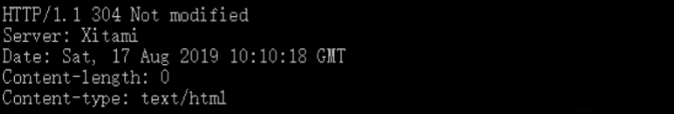 HTTP/1.1 304 Not modified
Server: Xitami
Date: Sat, 17 Aug 2019 10:10:18 GMT
Content-length: 0
Content-type: text/html